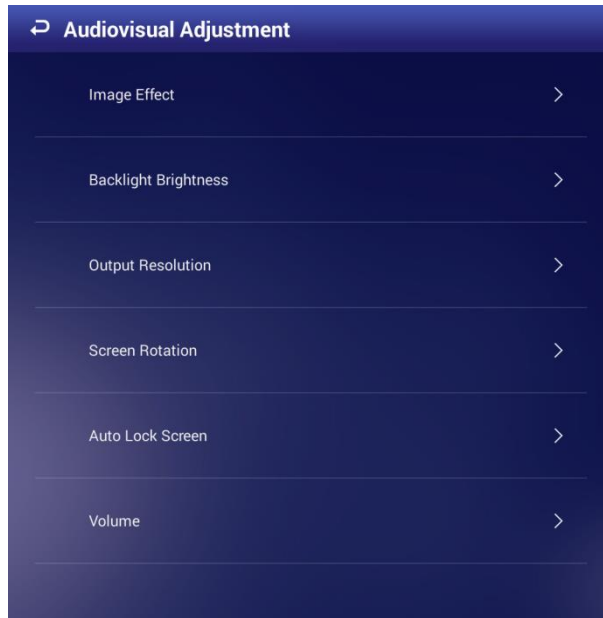 Audiovisual Adjustment
Image Effect
Backlight Brightness
Output Resolution
Screen Rotation
Auto Lock Screen
Volume